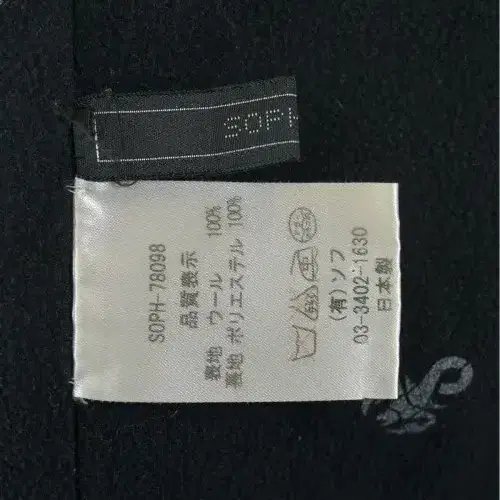 SOPH
SOPH-78098
品質表示
表地 ウール 100%
裏地 ポリエステル 100%
(有)ソフ
03-3402-1630
日本製